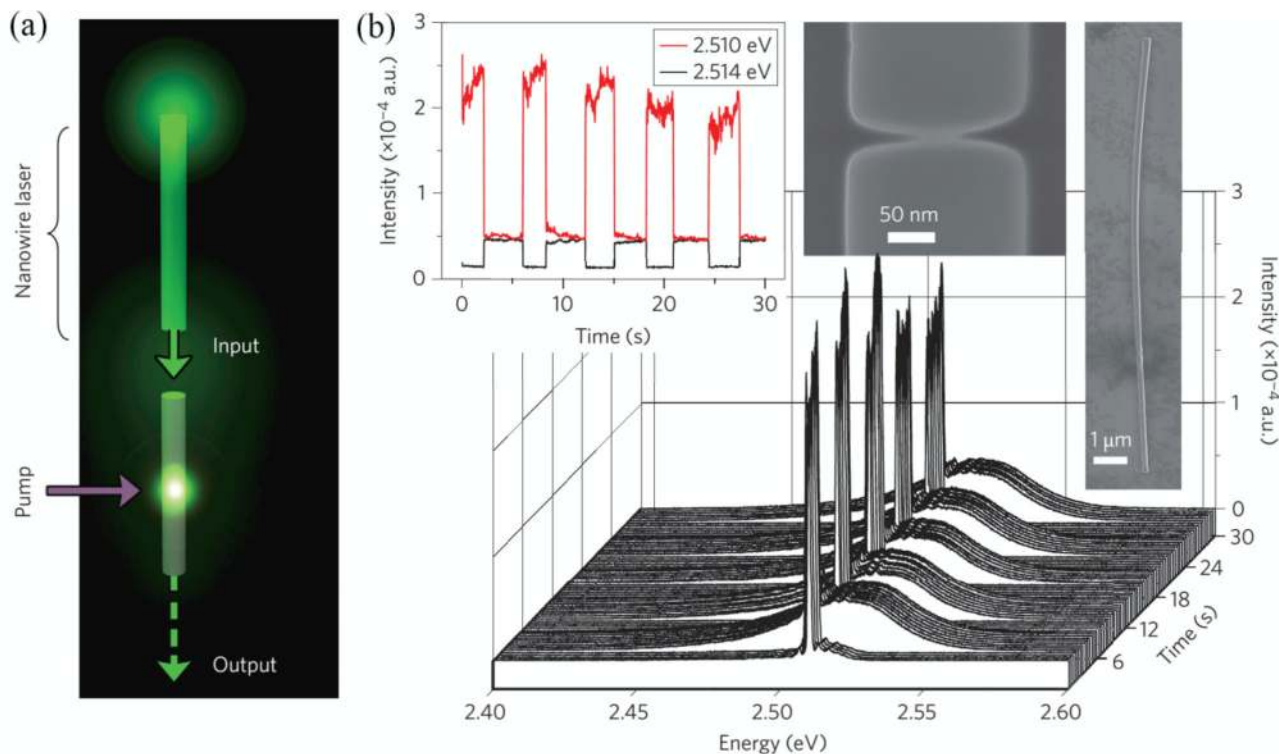 (a)
Nanowire laser
Input
Pump
Output
(b)
Intensity (×10⁻⁴ a.u.)
3
2
1
0
0
10
20
30
Time (s)
2.510 eV
2.514 eV
50 nm
1 μm
3
2
1
0
Intensity (×10⁻⁴ a.u.)
30
24
18
12
6
Time (s)
2.40
2.45
2.50
2.55
2.60
Energy (eV)